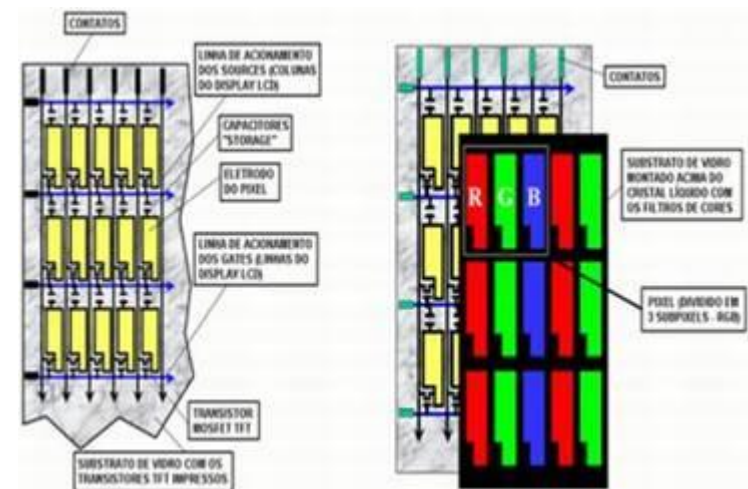 CONTATOS
LINHA DE ACIONAMENTO
DOS SOURCES (COLUNAS
DO DISPLAY LCD)
CAPACITORES
"STORAGE"
ELETRODO
DO PIXEL
LINHA DE ACIONAMENTO
DOS GATES (LINHAS DO
DISPLAY LCD)
TRANSISTOR
MOSFET TFT
SUBSTRATO DE VIDRO COM OS
TRANSISTORES TFT IMPRESSOS
CONTATOS
SUBSTRATO DE VIDRO
MONTADO ACIMA DO
CRISTAL LÍQUIDO COM
OS FILTROS DE CORES
R G B
PIXEL (DIVIDIDO EM
3 SUBPIXELS - RGB)